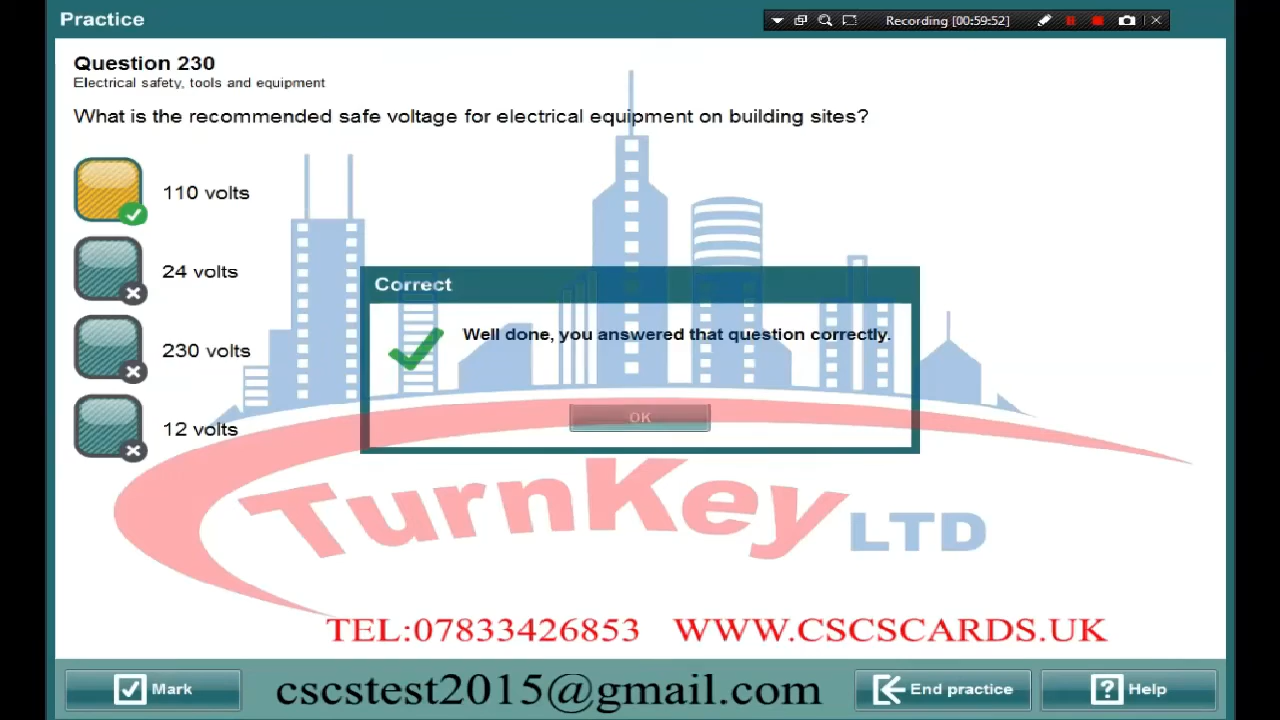 Practice
Recording [00:59:52]
Question 230
Electrical safety, tools and equipment
What is the recommended safe voltage for electrical equipment on building sites?
110 volts
24 volts
230 volts
12 volts
Correct
Well done, you answered that question correctly.
OK
TurnKey LTD
TEL:07833426853 WWW.CSCSCARDS.UK
Mark
cscstest2015@gmail.com
End practice
? Help